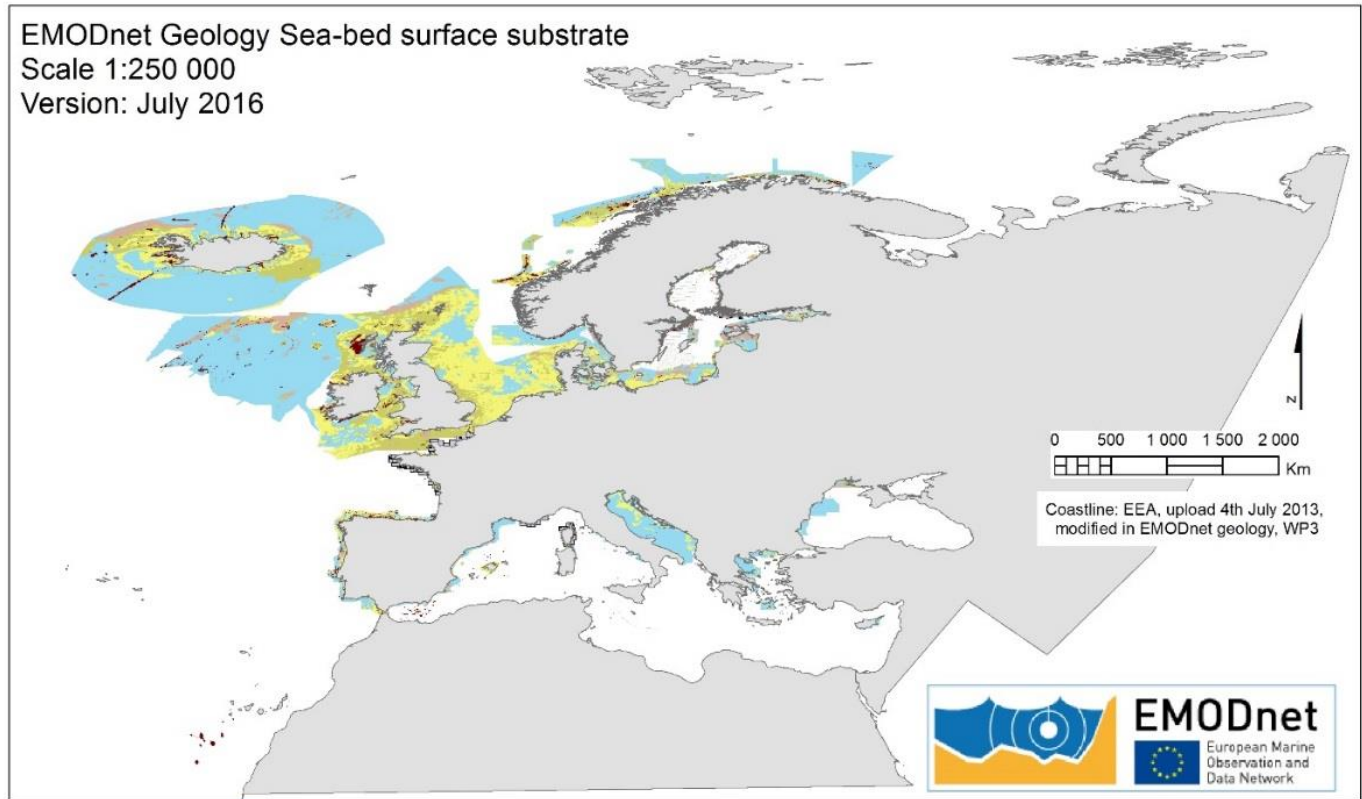 EMODnet Geology Sea-bed surface substrate
Scale 1:250 000
Version: July 2016
N
0 500 1 000 1 500 2 000
Km
Coastline: EEA, upload 4th July 2013,
modified in EMODnet geology, WP3
EMODnet
European Marine
Observation and
Data Network